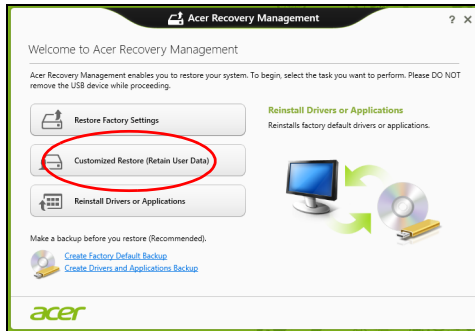 Acer Recovery Management
? ×
Welcome to Acer Recovery Management
Acer Recovery Management enables you to restore your system. To begin, select the task you want to perform. Please DO NOT
remove the USB device while proceeding.
Restore Factory Settings
Customized Restore (Retain User Data)
Reinstall Drivers or Applications
Reinstall Drivers or Applications
Reinstalls factory default drivers or applications.
Make a backup before you restore (Recommended).
Create Factory Default Backup
Create Drivers and Applications Backup
acer